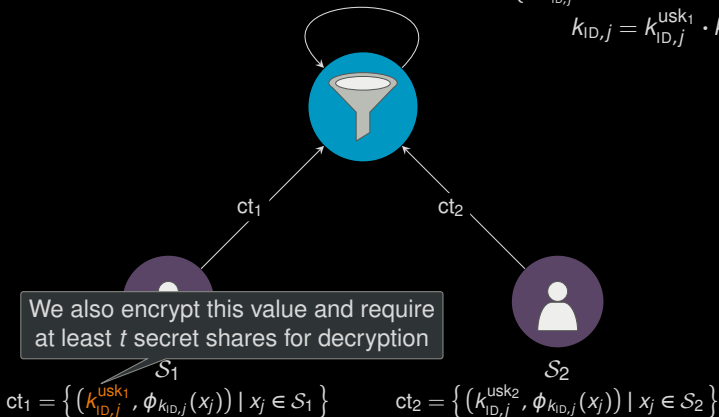 k_{ID,j} = k_{ID,j}^{usk_1} ·
ct_1
ct_2
We also encrypt this value and require
at least t secret shares for decryption
𝒮_1
𝒮_2
ct_1 = {(k_{ID,j}^{usk_1}, ϕ_{k_{ID,j}}(x_j)) | x_j ∈ 𝒮_1}
ct_2 = {(k_{ID,j}^{usk_2}, ϕ_{k_{ID,j}}(x_j)) | x_j ∈ 𝒮_2}